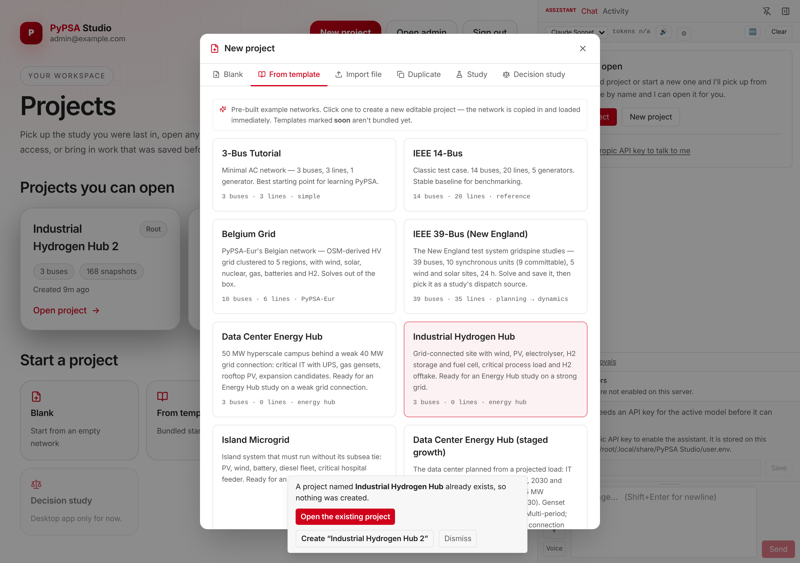 PyPSA Studio
admin@example.com
New project
Open admin
Sign out
YOUR WORKSPACE
Projects
Pick up the study you were last in, open any
access, or bring in work that was saved befo
Projects you can open
Industrial
Hydrogen Hub 2
Root
3 buses
168 snapshots
Created 9m ago
Open project →
Start a project
Blank
Start from an empty
network
From temp
Bundled star
Decision study
Desktop app only for now.
New project
Blank
From template
Import file
Duplicate
Study
Decision study
Pre-built example networks. Click one to create a new editable project — the network is copied in and loaded
immediately. Templates marked soon aren't bundled yet.
3-Bus Tutorial
Minimal AC network — 3 buses, 3 lines, 1
generator. Best starting point for learning PyPSA.
3 buses · 3 lines · simple
IEEE 14-Bus
Classic test case. 14 buses, 20 lines, 5 generators.
Stable baseline for benchmarking.
14 buses · 20 lines · reference
Belgium Grid
PyPSA-Eur's Belgian network — OSM-derived HV
grid clustered to 5 regions, with wind, solar,
nuclear, gas, batteries and H2. Solves out of the
box.
10 buses · 6 lines · PyPSA-Eur
IEEE 39-Bus (New England)
The New England test system gridspine studies —
39 buses, 10 synchronous units (9 committable), 5
wind and solar sites, 24 h. Solve and save it, then
pick it as a study's dispatch source.
39 buses · 35 lines · planning → dynamics
Data Center Energy Hub
50 MW hyperscale campus behind a weak 40 MW
grid connection: critical IT with UPS, gas gensets,
rooftop PV, expansion candidates. Ready for an
Energy Hub study on a weak grid connection.
3 buses · 0 lines · energy hub
Industrial Hydrogen Hub
Grid-connected site with wind, PV, electrolyser, H2
storage and fuel cell, critical process load and H2
offtake. Ready for an Energy Hub study on a strong
grid.
3 buses · 0 lines · energy hub
Island Microgrid
Island system that must run without its subsea tie:
PV, wind, battery, diesel fleet, critical hospital
feeder. Ready for an
Data Center Energy Hub (staged
growth)
The data center planned from a projected load: IT
, 2030 and
MW
30). Genset
Multi-period;
connection
A project named Industrial Hydrogen Hub already exists, so
nothing was created.
Open the existing project
Create “Industrial Hydrogen Hub 2”
Dismiss
ASSISTANT
Chat
Activity
Claude Sonnet
tokens n/a
Clear
open
d project or start a new one and I'll pick up from
e by name and I can open it for you.
ect
New project
ropic API key to talk to me
ovals
rs
re not enabled on this server.
eeds an API key for the active model before it can
pic API key to enable the assistant. It is stored on this
/root/.local/share/PyPSA Studio/user.env.
Save
age... (Shift+Enter for newline)
Voice
Send